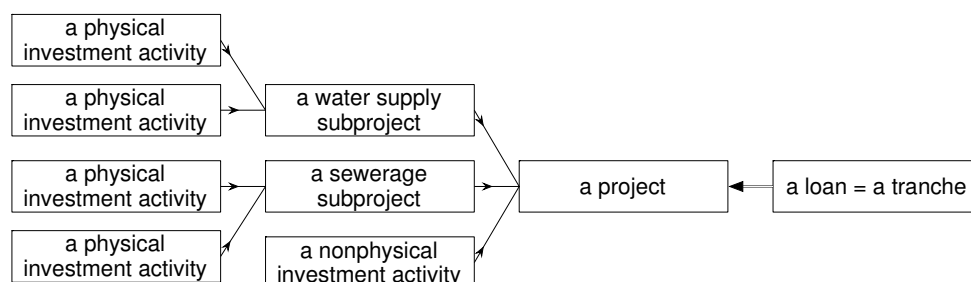 a physical
investment activity
a physical
investment activity
a water supply
subproject
a physical
investment activity
a sewerage
subproject
a project
a loan = a tranche
a physical
investment activity
a nonphysical
investment activity